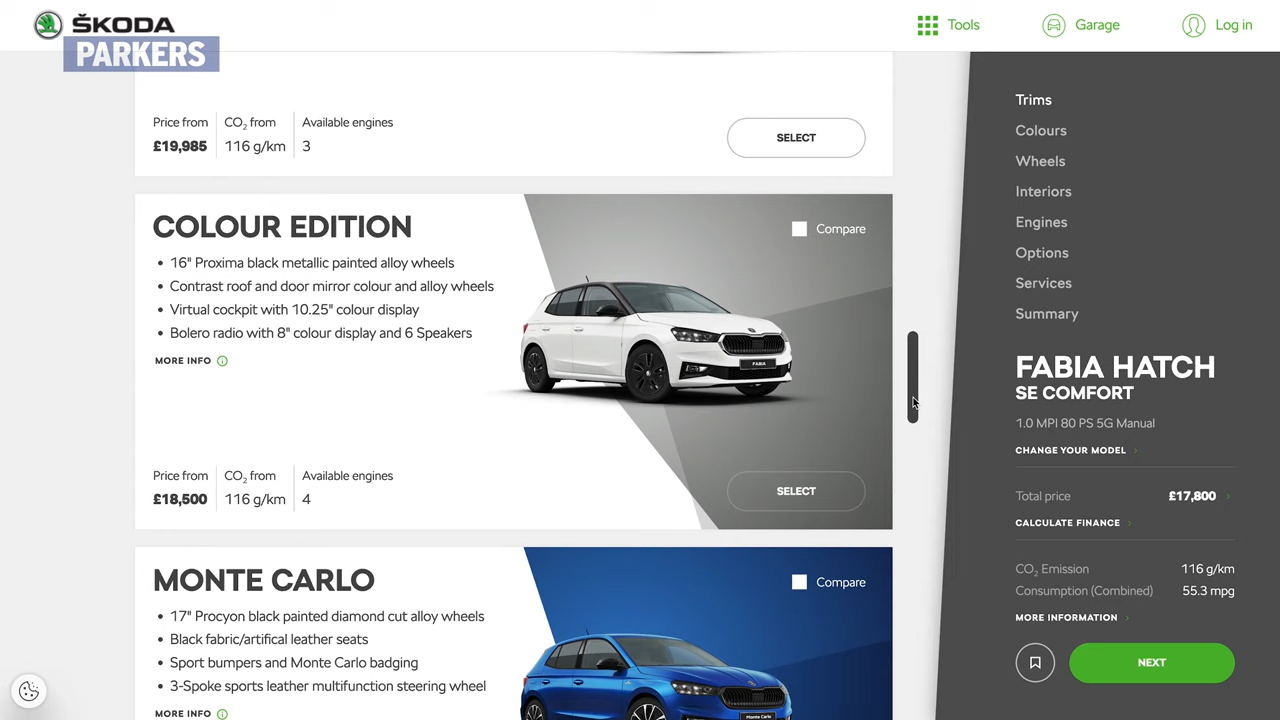 ŠKODA
PARKERS
Tools
Garage
Log in
Price from
£19,985
CO₂ from
116 g/km
Available engines
3
SELECT
COLOUR EDITION
• 16" Proxima black metallic painted alloy wheels
• Contrast roof and door mirror colour and alloy wheels
• Virtual cockpit with 10.25" colour display
• Bolero radio with 8" colour display and 6 Speakers
MORE INFO
Compare
FABIA
Price from
£18,500
CO₂ from
116 g/km
Available engines
4
SELECT
MONTE CARLO
• 17" Procyon black painted diamond cut alloy wheels
• Black fabric/artifical leather seats
• Sport bumpers and Monte Carlo badging
• 3-Spoke sports leather multifunction steering wheel
MORE INFO
Compare
Monte Carlo
Trims
Colours
Wheels
Interiors
Engines
Options
Services
Summary
FABIA HATCH
SE COMFORT
1.0 MPI 80 PS 5G Manual
CHANGE YOUR MODEL
Total price £17,800
CALCULATE FINANCE
CO₂ Emission 116 g/km
Consumption (Combined) 55.3 mpg
MORE INFORMATION
NEXT